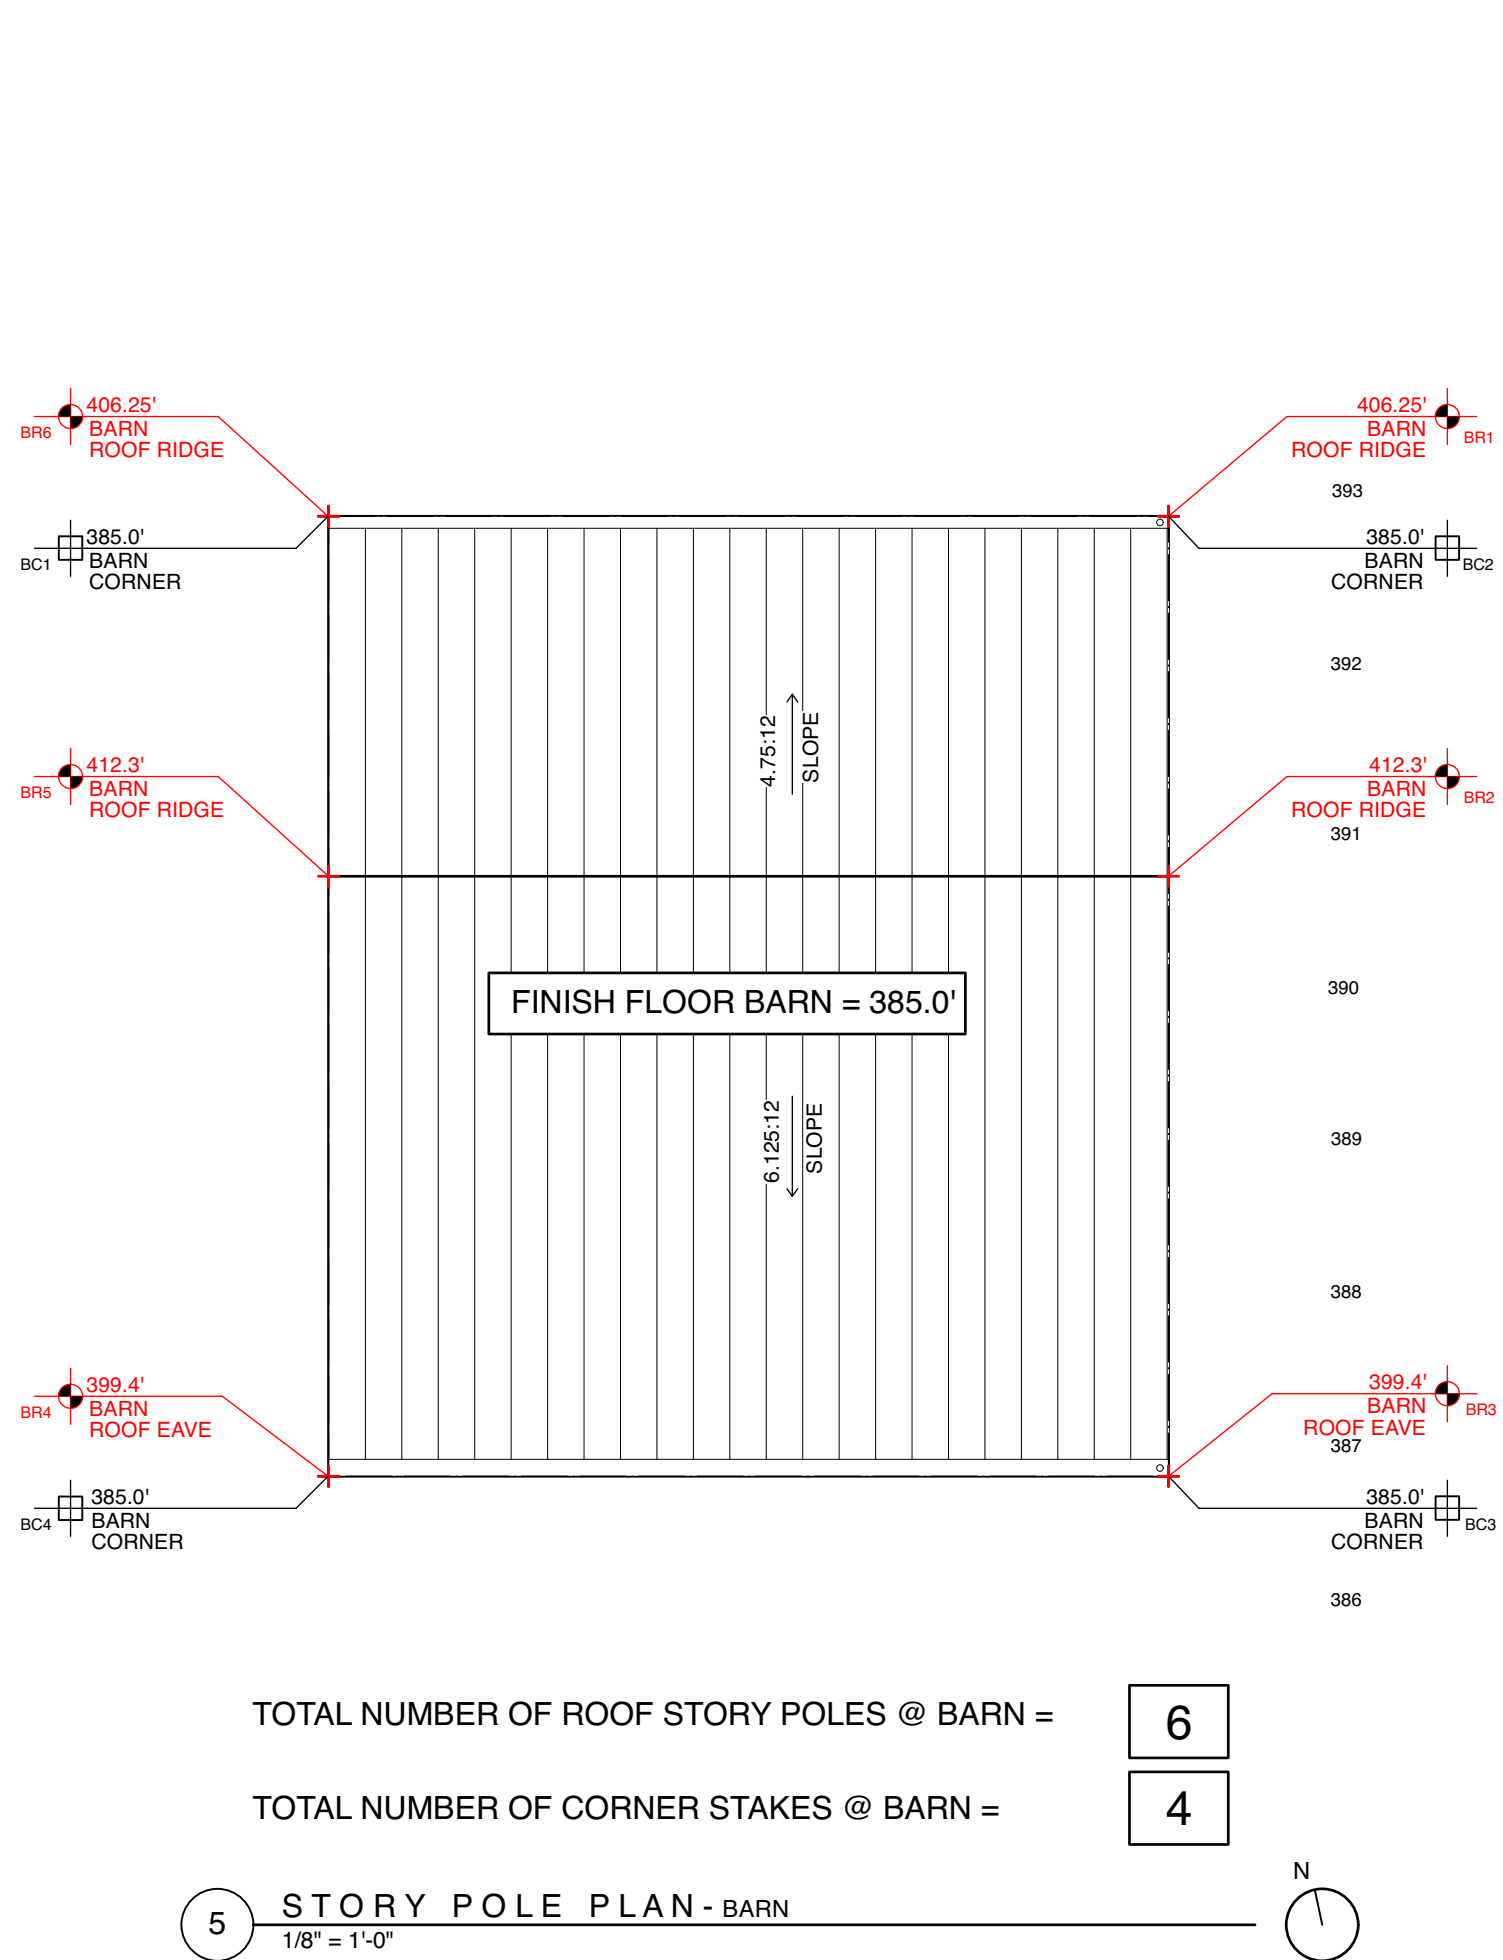 406.25'
BR6
BARN
ROOF RIDGE
406.25'
BARN
BR1
ROOF RIDGE
393
385.0'
BC1
BARN
CORNER
385.0'
BARN
BC2
CORNER
392
4.75:12
SLOPE
412.3'
BR5
BARN
ROOF RIDGE
412.3'
BARN
BR2
ROOF RIDGE
391
FINISH FLOOR BARN = 385.0'
390
6.125:12
SLOPE
389
388
399.4'
BR4
BARN
ROOF EAVE
399.4'
BARN
BR3
ROOF EAVE
387
385.0'
BC4
BARN
CORNER
385.0'
BARN
BC3
CORNER
386
TOTAL NUMBER OF ROOF STORY POLES @ BARN = 6
TOTAL NUMBER OF CORNER STAKES @ BARN = 4
N
5
STORY POLE PLAN - BARN
1/8" = 1'-0"